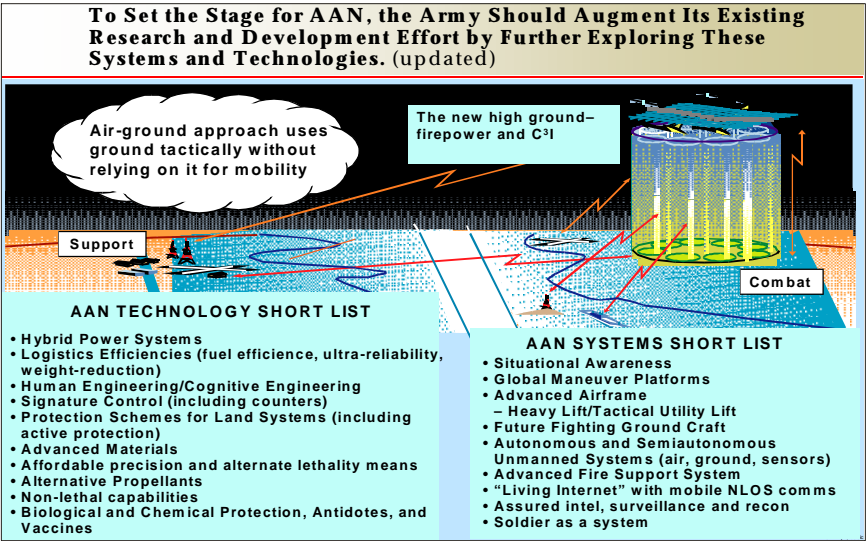 To Set the Stage for AAN, the Army Should Augment Its Existing
Research and Development Effort by Further Exploring These
Systems and Technologies. (updated)
Air-ground approach uses
ground tactically without
relying on it for mobility
The new high ground–
firepower and C³I
Support
Combat
AAN TECHNOLOGY SHORT LIST
• Hybrid Power Systems
• Logistics Efficiencies (fuel efficience, ultra-reliability,
weight-reduction)
• Human Engineering/Cognitive Engineering
• Signature Control (including counters)
• Protection Schemes for Land Systems (including
active protection)
• Advanced Materials
• Affordable precision and alternate lethality means
• Alternative Propellants
• Non-lethal capabilities
• Biological and Chemical Protection, Antidotes, and
Vaccines
AAN SYSTEMS SHORT LIST
• Situational Awareness
• Global Maneuver Platforms
• Advanced Airframe
– Heavy Lift/Tactical Utility Lift
• Future Fighting Ground Craft
• Autonomous and Semiautonomous
Unmanned Systems (air, ground, sensors)
• Advanced Fire Support System
• “Living Internet” with mobile NLOS comms
• Assured intel, surveillance and recon
• Soldier as a system